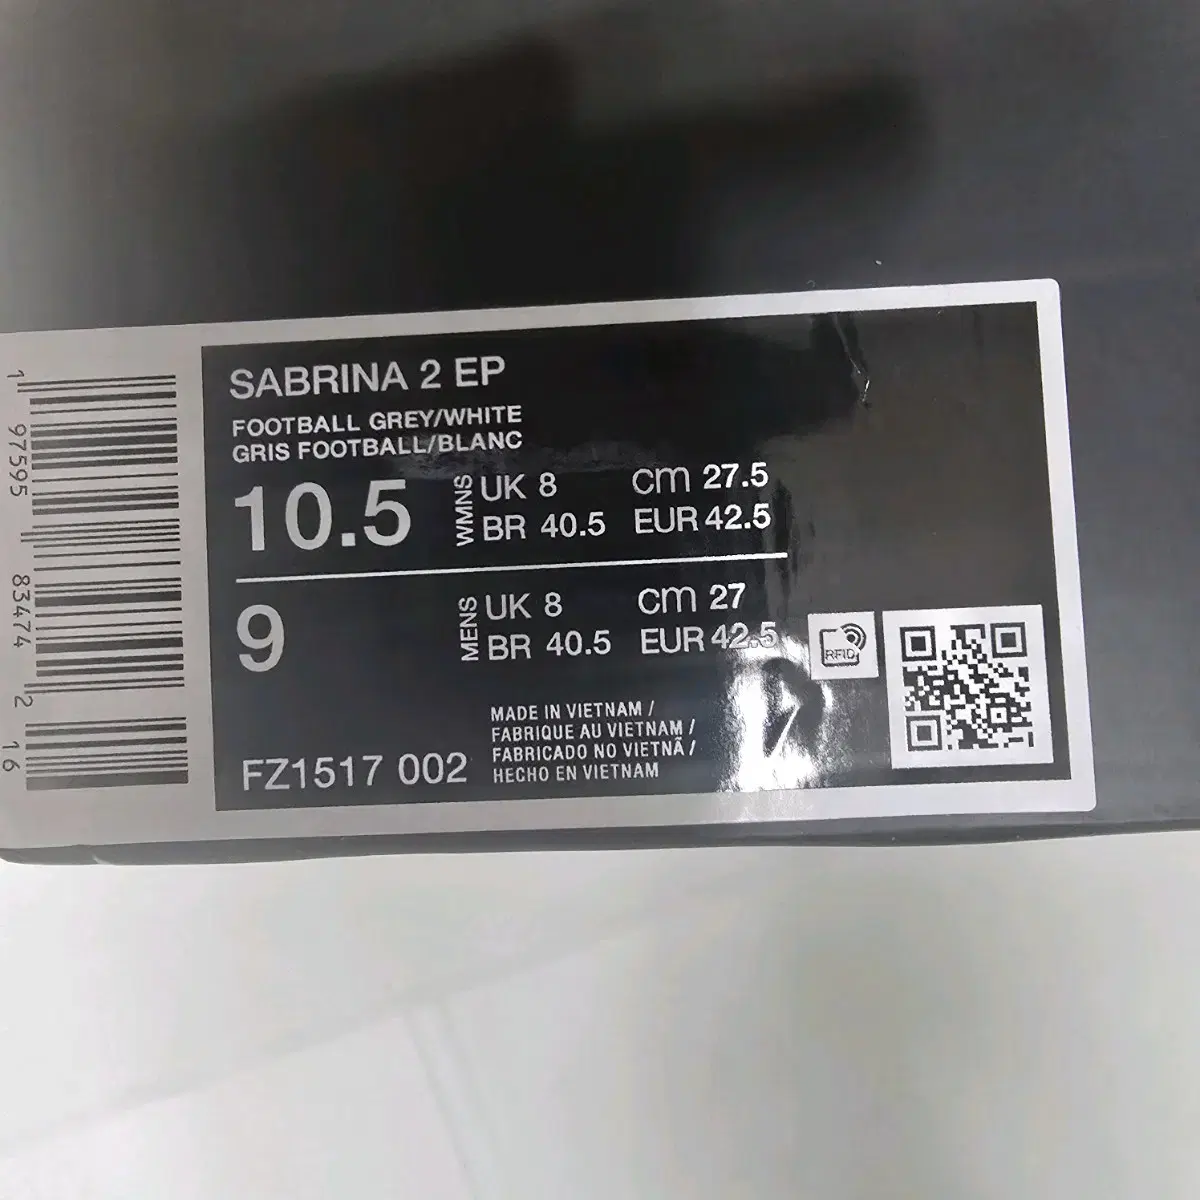 SABRINA 2 EP
FOOTBALL GREY/WHITE
GRIS FOOTBALL/BLANC
10.5 WMNS UK 8 cm 27.5
BR 40.5 EUR 42.5
9 MENS UK 8 cm 27
BR 40.5 EUR 42.5
RFID
MADE IN VIETNAM /
FABRIQUE AU VIETNAM /
FABRICADO NO VIETNÃ /
HECHO EN VIETNAM
FZ1517 002
1 97595 83474 2 16